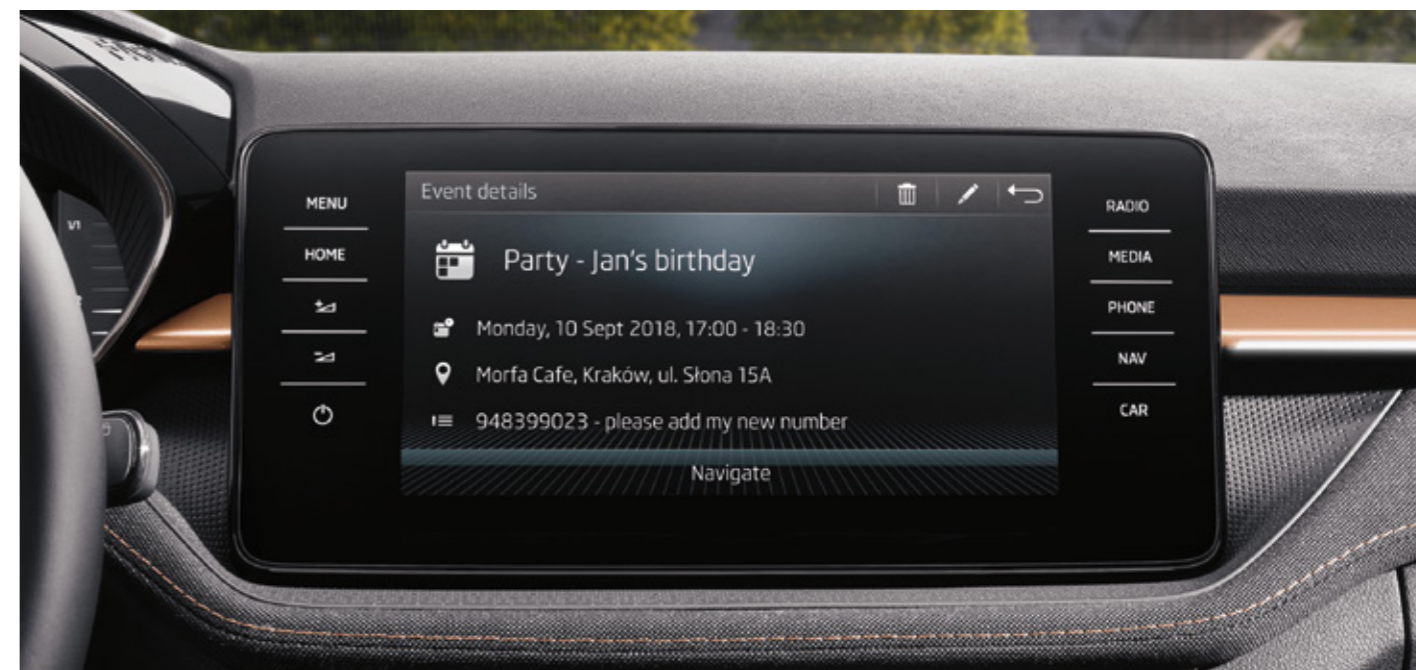 MENU
HOME
Event details
Party - Jan's birthday
Monday, 10 Sept 2018, 17:00 - 18:30
Morfa Cafe, Kraków, ul. Słona 15A
948399023 - please add my new number
Navigate
RADIO
MEDIA
PHONE
NAV
CAR
V1